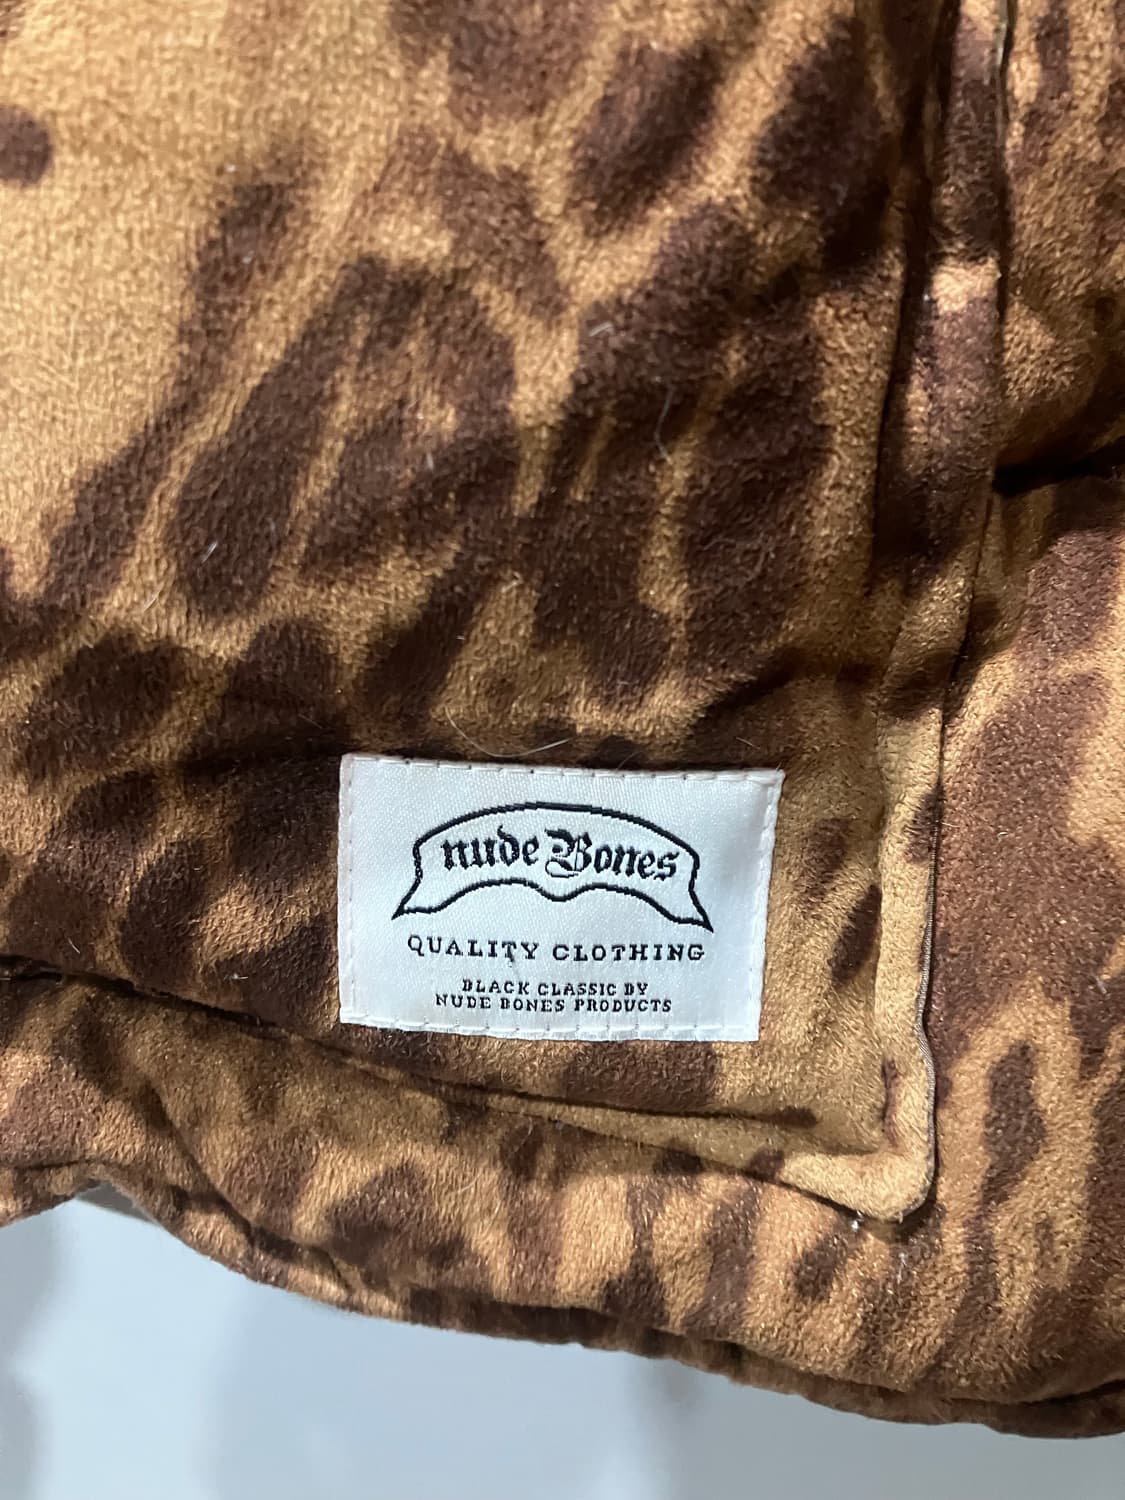 nude Bones
QUALITY CLOTHING
BLACK CLASSIC BY
NUDE BONES PRODUCTS